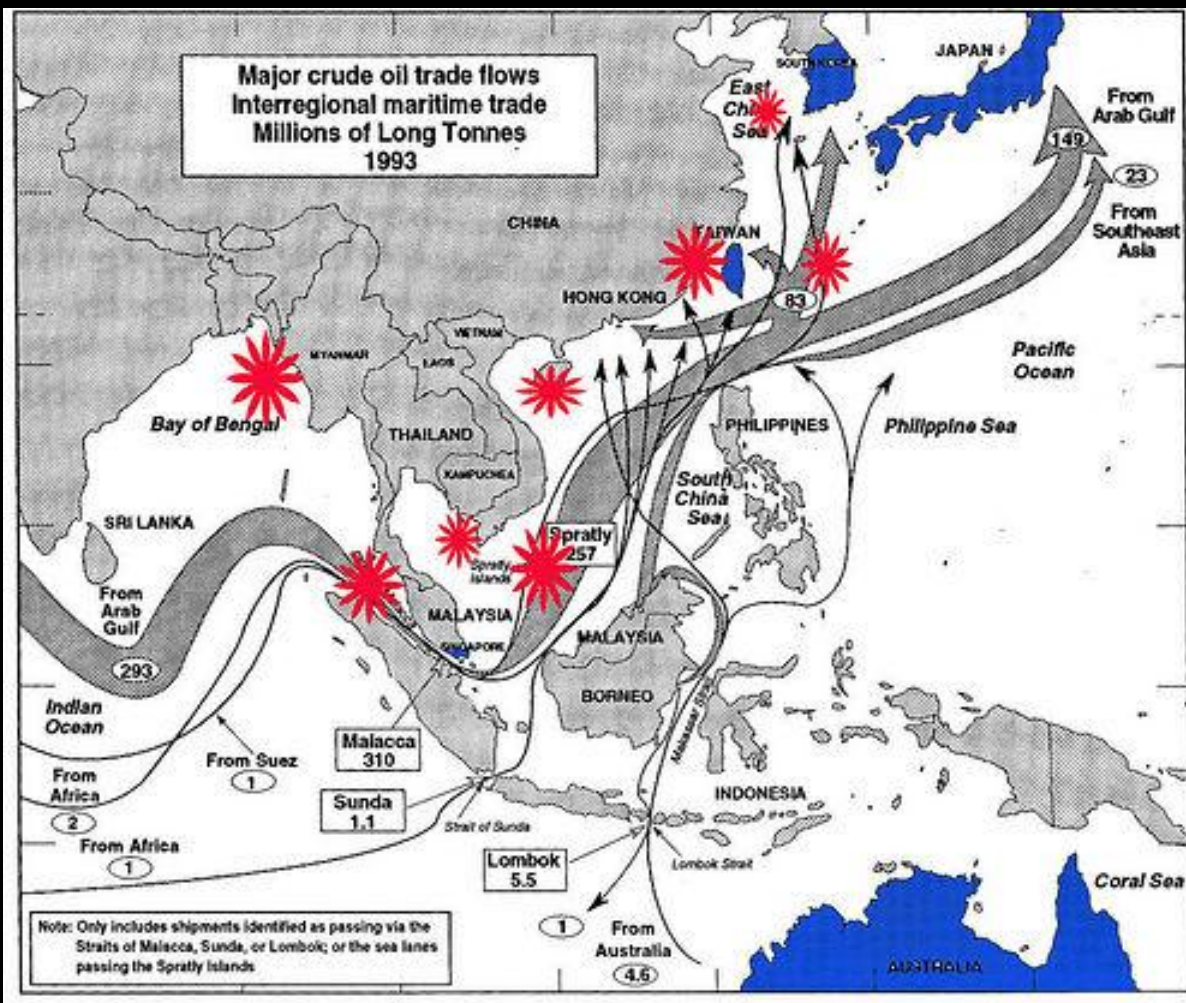 Major crude oil trade flows
Interregional maritime trade
Millions of Long Tonnes
1993
JAPAN
SOUTH KOREA
East
China
Sea
From
Arab Gulf
149
23
From
Southeast
Asia
CHINA
TAIWAN
HONG KONG
83
VIETNAM
MYANMAR
LAOS
Pacific
Ocean
Bay of Bengal
THAILAND
PHILIPPINES
Philippine Sea
KAMPUCHEA
South
China
Sea
SRI LANKA
Spratly
257
Spratly
Islands
From
Arab
Gulf
MALAYSIA
MALAYSIA
SINGAPORE
293
BORNEO
Indian
Ocean
Makassar Strait
Malacca
310
From Suez
1
From
Africa
2
Sunda
1.1
INDONESIA
Strait of Sunda
From Africa
1
Lombok
5.5
Lombok Strait
Coral Sea
1
From
Australia
4.6
AUSTRALIA
Note: Only includes shipments identified as passing via the
Straits of Malacca, Sunda, or Lombok; or the sea lanes
passing the Spratly Islands